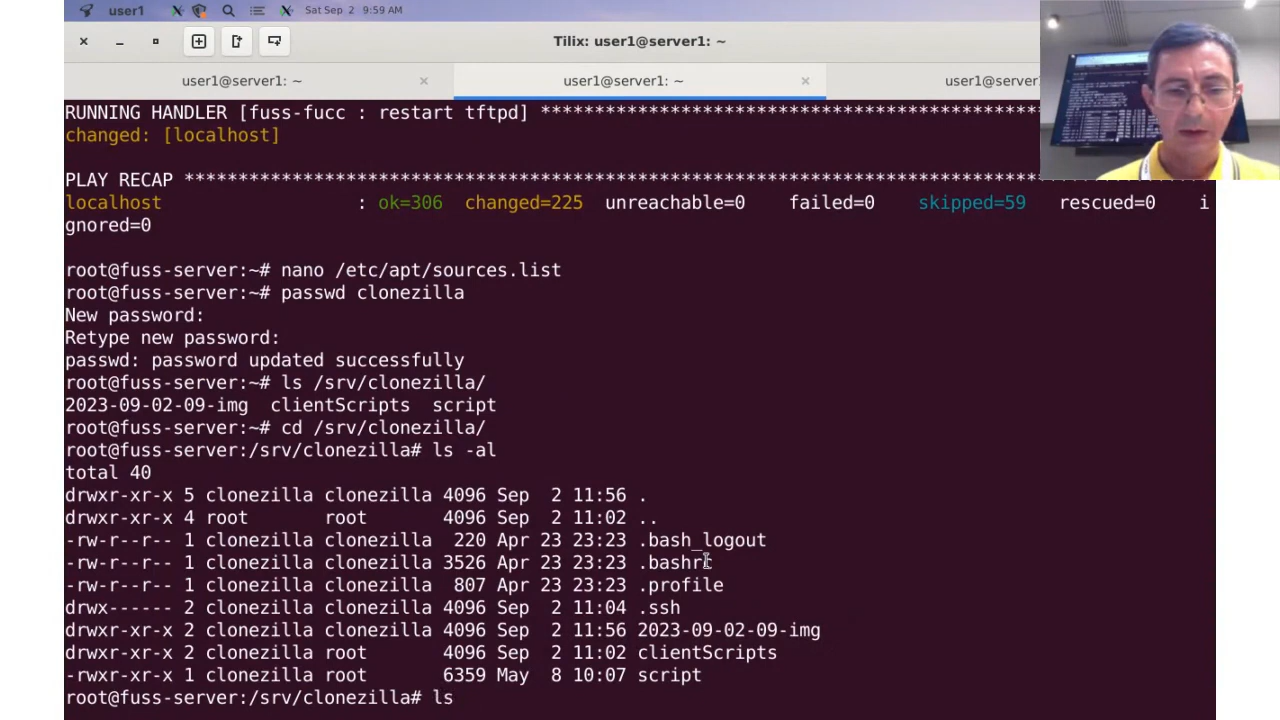 user1
Sat Sep 2 9:59 AM
Tilix: user1@server1: ~
user1@server1: ~ ×
user1@server1: ~ ×
user1@server1:
RUNNING HANDLER [fuss-fucc : restart tftpd] ***********************************************
changed: [localhost]
PLAY RECAP ********************************************************************************
localhost : ok=306 changed=225 unreachable=0 failed=0 skipped=59 rescued=0 i
gnored=0
root@fuss-server:~# nano /etc/apt/sources.list
root@fuss-server:~# passwd clonezilla
New password:
Retype new password:
passwd: password updated successfully
root@fuss-server:~# ls /srv/clonezilla/
2023-09-02-09-img clientScripts script
root@fuss-server:~# cd /srv/clonezilla/
root@fuss-server:/srv/clonezilla# ls -al
total 40
drwxr-xr-x 5 clonezilla clonezilla 4096 Sep 2 11:56 .
drwxr-xr-x 4 root root 4096 Sep 2 11:02 ..
-rw-r--r-- 1 clonezilla clonezilla 220 Apr 23 23:23 .bash_logout
-rw-r--r-- 1 clonezilla clonezilla 3526 Apr 23 23:23 .bashrc
-rw-r--r-- 1 clonezilla clonezilla 807 Apr 23 23:23 .profile
drwx------ 2 clonezilla clonezilla 4096 Sep 2 11:04 .ssh
drwxr-xr-x 2 clonezilla clonezilla 4096 Sep 2 11:56 2023-09-02-09-img
drwxr-xr-x 2 clonezilla root 4096 Sep 2 11:02 clientScripts
-rwxr-xr-x 1 clonezilla root 6359 May 8 10:07 script
root@fuss-server:/srv/clonezilla# ls